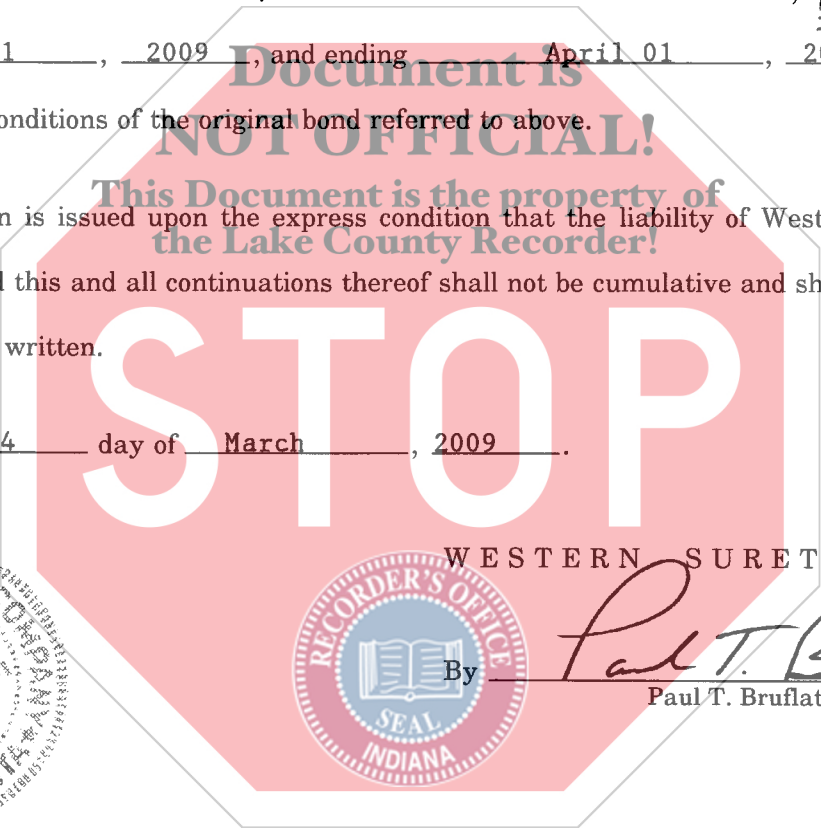 1 , 2009 , and ending April 01 , 20
Document is
onditions of the original bond referred to above.
NOT OFFICIAL!
This Document is the property of
n is issued upon the express condition that the liability of West
the Lake County Recorder!
this and all continuations thereof shall not be cumulative and sh
written.
STOP
4 day of March , 2009 .
WESTERN SURET
RECORDER'S OFFICE
SEAL
INDIANA
By Paul T. B
Paul T. Bruflat